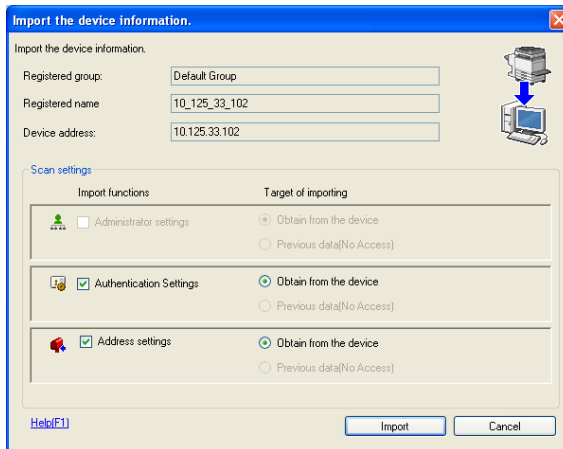 Import the device information.
Import the device information.
Registered group: Default Group
Registered name 10_125_33_102
Device address: 10.125.33.102
Scan settings
Import functions Target of importing
Administrator settings Obtain from the device
Previous data(No Access)
Authentication Settings Obtain from the device
Previous data(No Access)
Address settings Obtain from the device
Previous data(No Access)
Help(F1) Import Cancel